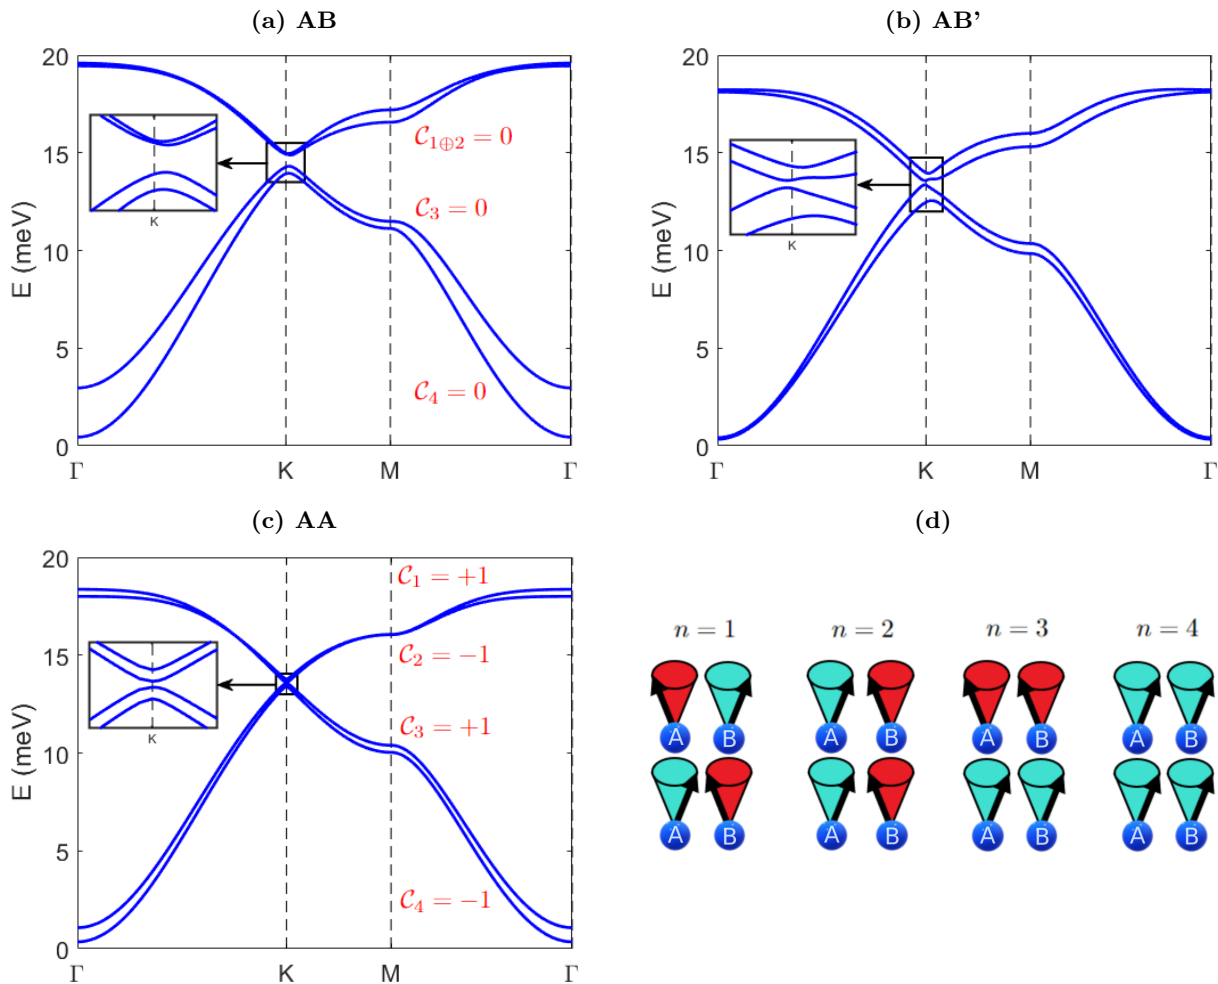 (a) AB
20
15
10
5
0
E (meV)
Γ
K
M
Γ
K
𝒞₁⊕₂ = 0
𝒞₃ = 0
𝒞₄ = 0
(b) AB’
20
15
10
5
0
E (meV)
Γ
K
M
Γ
K
(c) AA
20
15
10
5
0
E (meV)
Γ
K
M
Γ
K
𝒞₁ = +1
𝒞₂ = −1
𝒞₃ = +1
𝒞₄ = −1
(d)
n = 1
n = 2
n = 3
n = 4
A B A B A B A B
A B A B A B A B